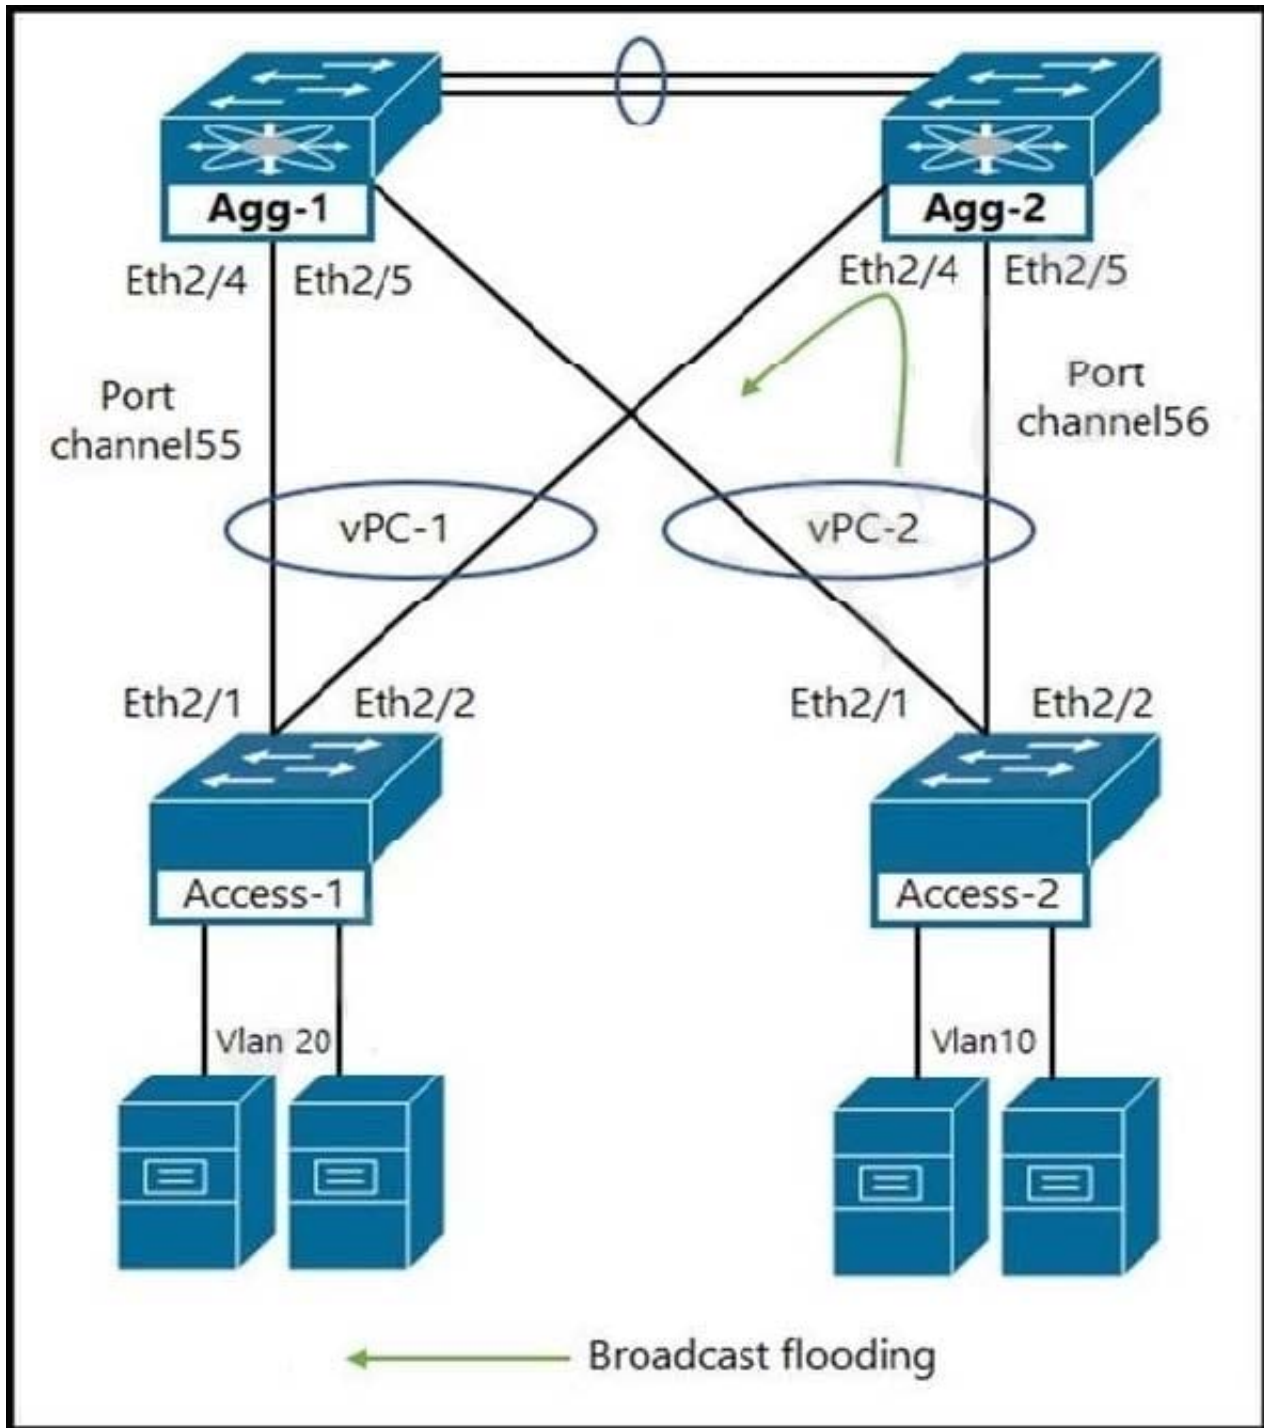 Agg-1
Agg-2
Eth2/4
Eth2/5
Eth2/4
Eth2/5
Port
channel55
Port
channel56
vPC-1
vPC-2
Eth2/1
Eth2/2
Eth2/1
Eth2/2
Access-1
Access-2
Vlan 20
Vlan10
Broadcast flooding